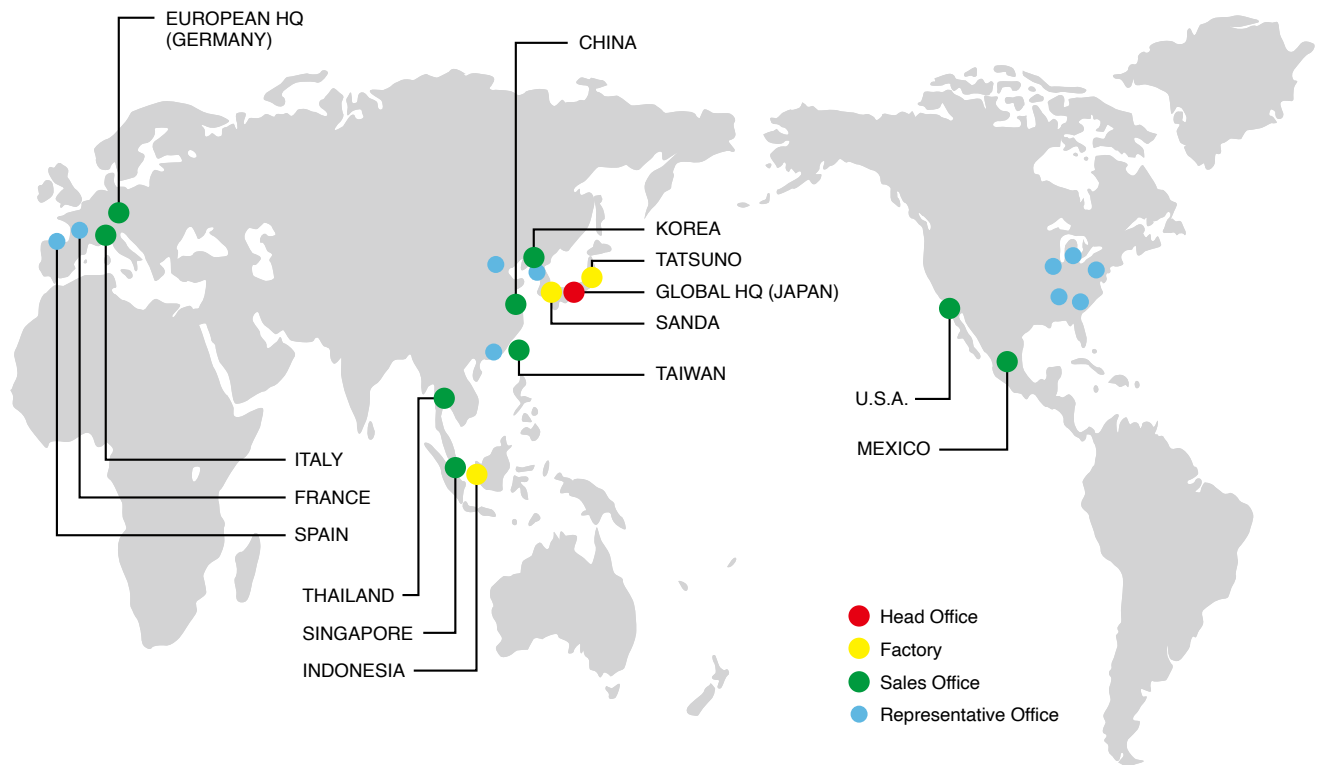 EUROPEAN HQ
(GERMANY)
CHINA
KOREA
TATSUNO
GLOBAL HQ (JAPAN)
SANDA
TAIWAN
U.S.A.
MEXICO
ITALY
FRANCE
SPAIN
THAILAND
SINGAPORE
INDONESIA
Head Office
Factory
Sales Office
Representative Office